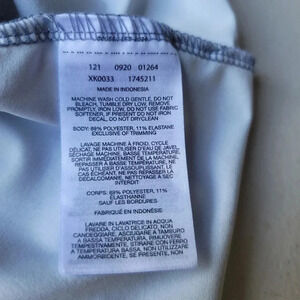 121 0920 01264
XK0033 1745211
MADE IN INDONESIA
MACHINE WASH COLD GENTLE, DO NOT
BLEACH, TUMBLE DRY LOW, REMOVE
PROMPTLY, IRON LOW, DO NOT USE FABRIC
SOFTENER, IF PRESENT DO NOT IRON
DECAL, DO NOT DRYCLEAN
BODY: 89% POLYESTER, 11% ELASTANE
EXCLUSIVE OF TRIMMING
LAVAGE MACHINE À FROID, CYCLE
DELICAT, NE PAS UTILISER D'EAU DE JAVEL,
SÉCHAGE MACHINE, BASSE TEMPÉRATURE,
SORTIR IMMÉDIATEMENT DE LA MACHINE,
REPASSER À BASSE TEMPÉRATURE, NE PAS
UTILISER D'ASSOUPLISSANT, LE
CAS ÉCHÉANT, NE PAS REPASSER LA
DÉCALCOMANIE, NETTOYAGE À SEC
INTERDIT
CORPS: 89% POLYESTER, 11%
ÉLASTHANNE
SAUF LES BORDURES
FABRIQUÉ EN INDONÉSIE
LAVARE IN LAVATRICE IN ACQUA
FREDDA, CICLO DELICATO, NON
CANDEGGIARE, ASCIUGARE A TAMBURO
A BASSA TEMPERATURA, RIMUOVERE
TEMPESTIVAMENTE, STIRARE CON FERRO
A BASSA TEMPERATURA, NON UTILIZZARE
AMMORBIDENTE, SE PRESENTI, NON